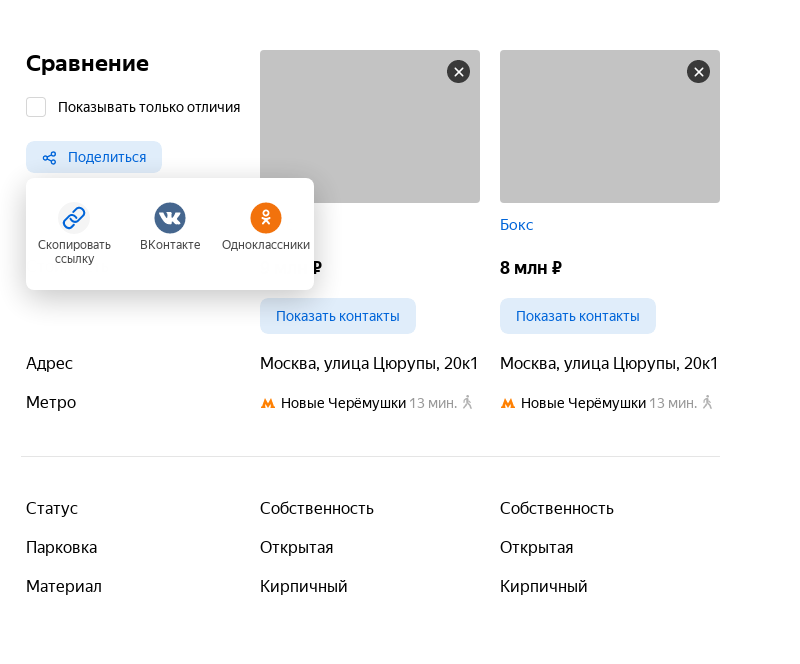 Сравнение
Показывать только отличия
Поделиться
Скопировать
ссылку
ВКонтакте
Одноклассники
₽
Бокс
8 млн ₽
Показать контакты
Показать контакты
Адрес
Москва, улица Цюрупы, 20к1
Москва, улица Цюрупы, 20к1
Метро
Новые Черёмушки 13 мин.
Новые Черёмушки 13 мин.
Статус
Собственность
Собственность
Парковка
Открытая
Открытая
Материал
Кирпичный
Кирпичный